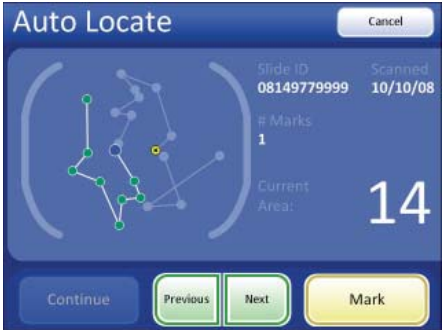 Auto Locate
Cancel
Slide ID Scanned
08149779999 10/10/08
# Marks
1
Current
Area:
14
Continue
Previous
Next
Mark